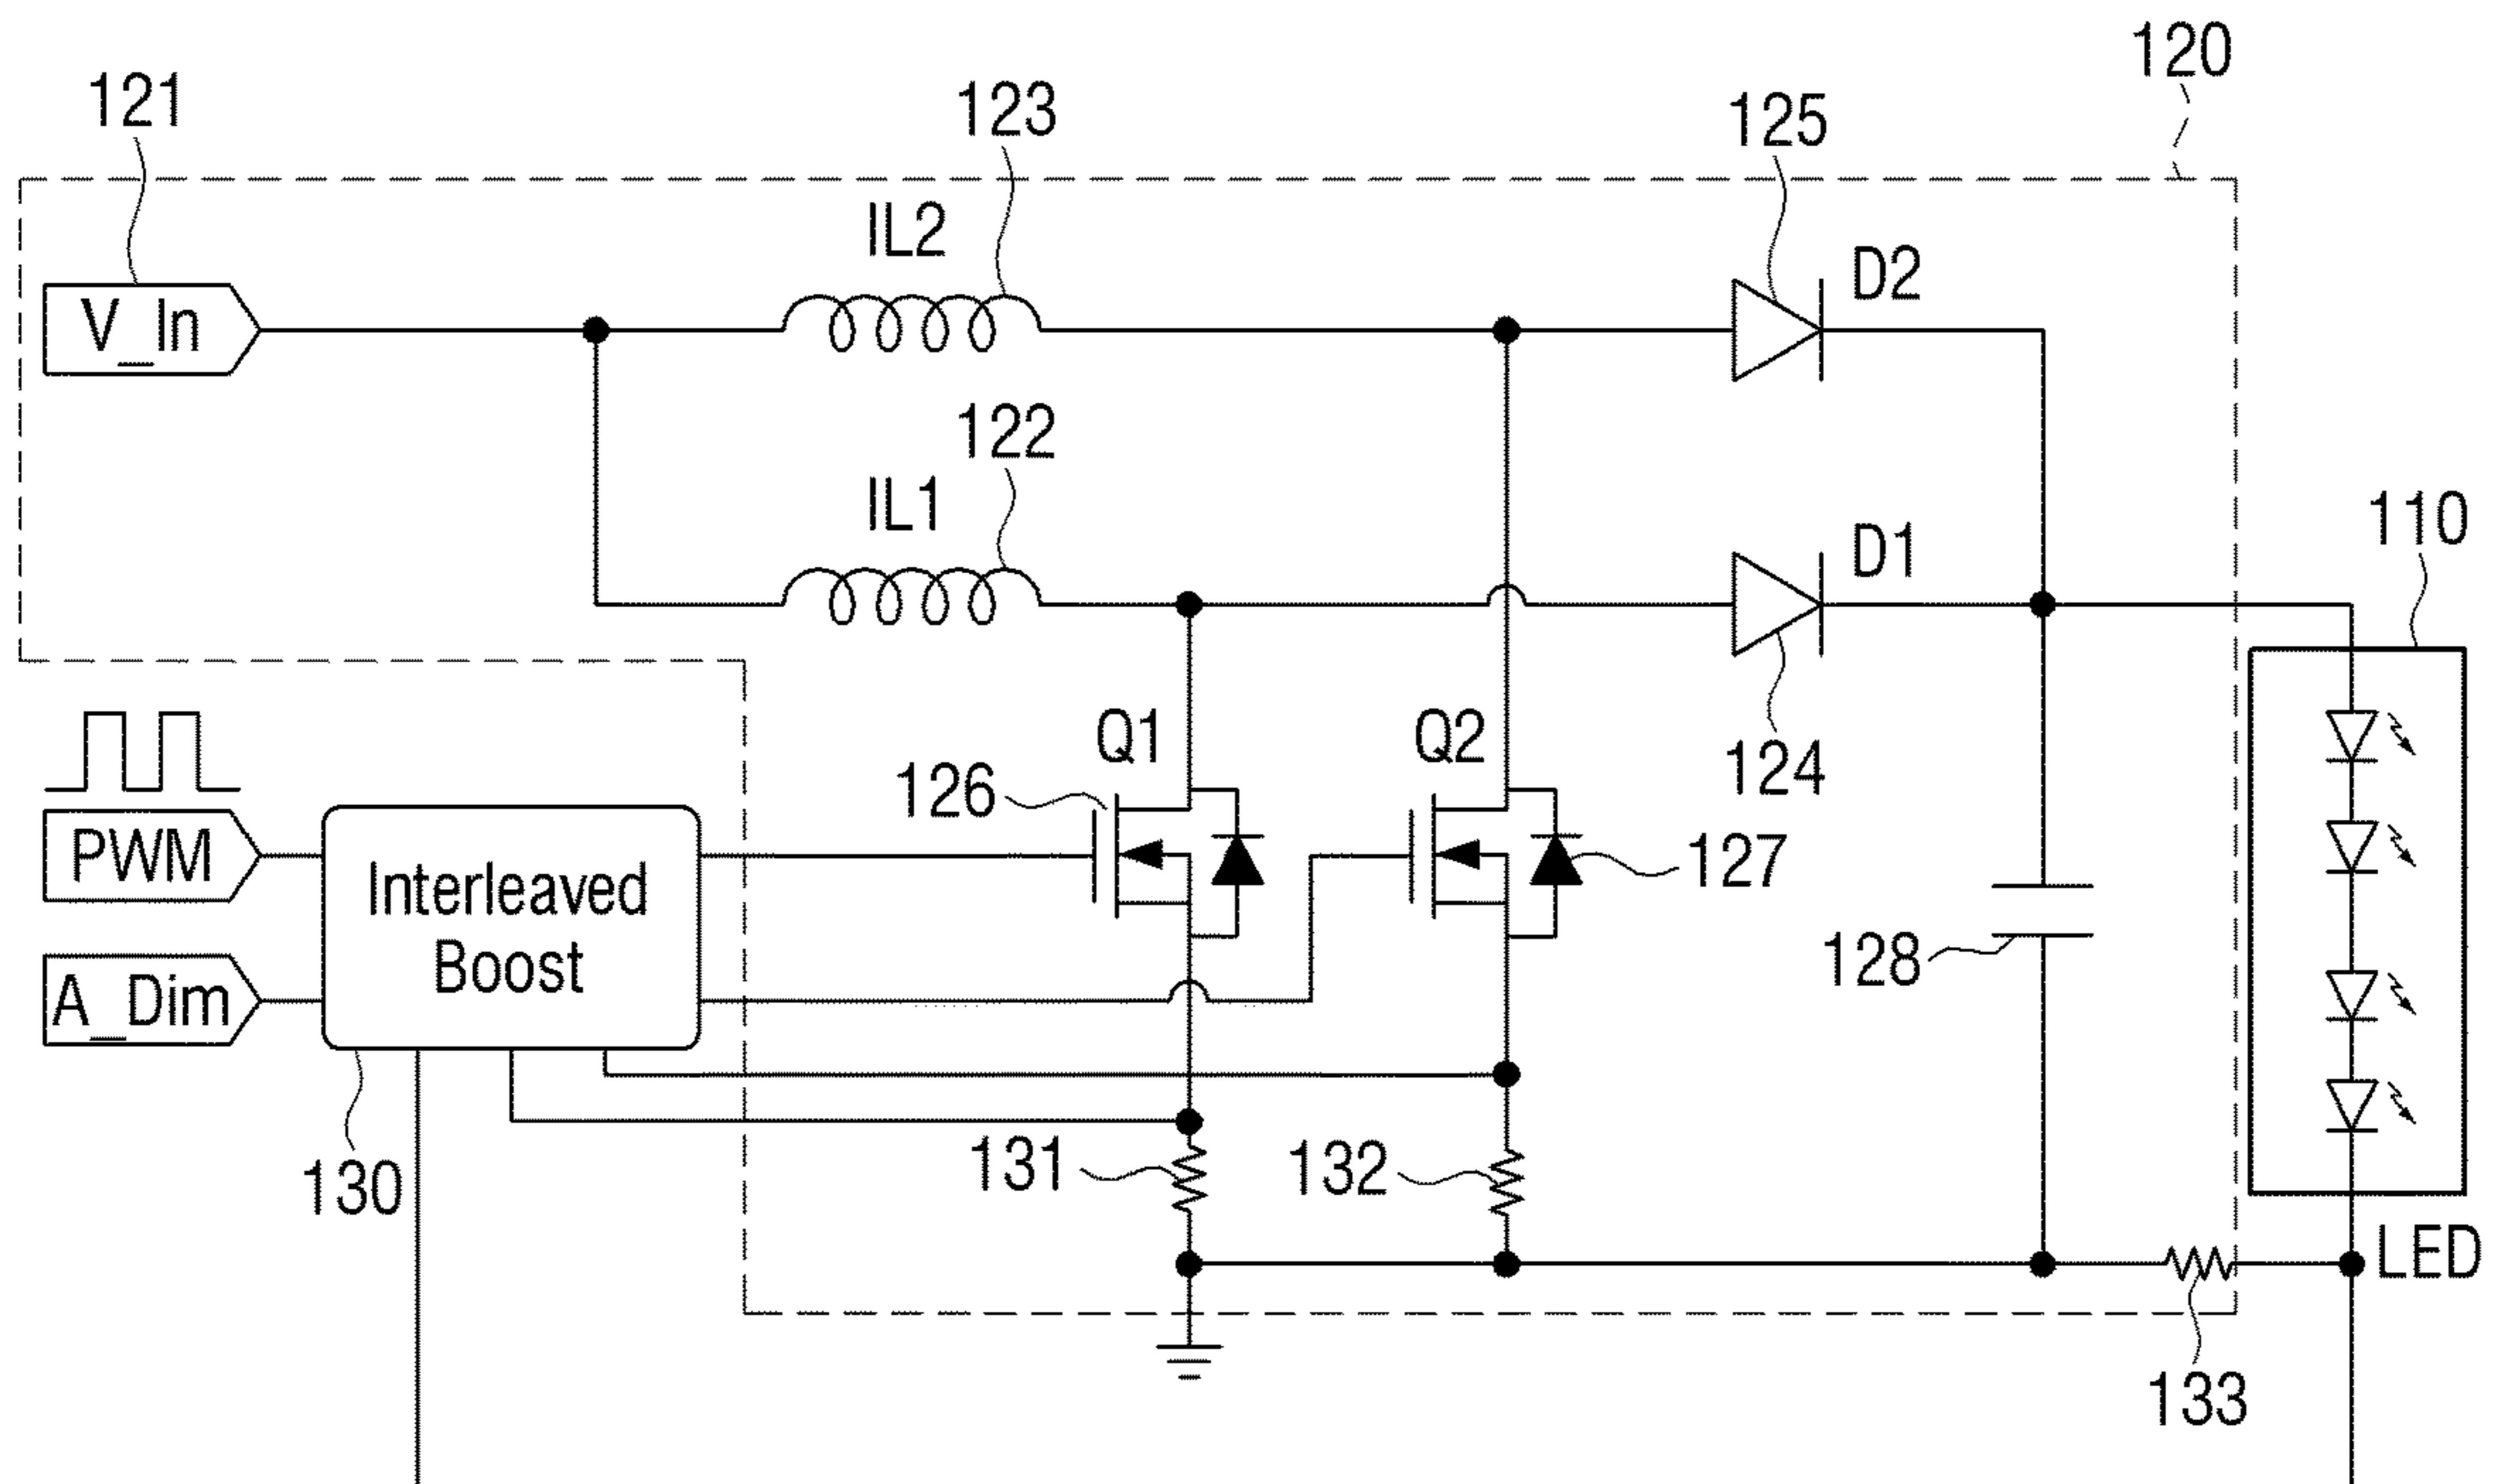 120
121
123
125
IL2
D2
V_In
122
IL1
D1
110
Q1
Q2
126
124
PWM
127
Interleaved
Boost
128
A_Dim
131
132
130
LED
133